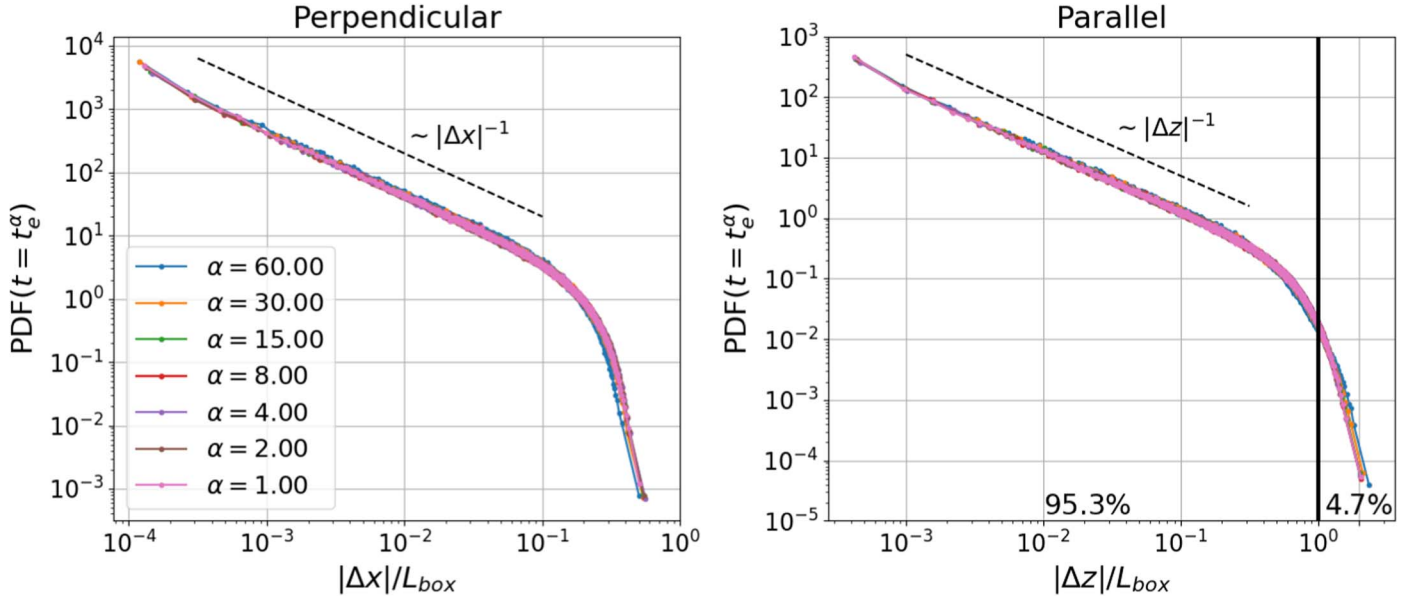 Perpendicular
PDF(t = t_e^α)
10^4
10^3
10^2
10^1
10^0
10^−1
10^−2
10^−3
~ |Δx|^−1
α = 60.00
α = 30.00
α = 15.00
α = 8.00
α = 4.00
α = 2.00
α = 1.00
10^−4
10^−3
10^−2
10^−1
10^0
|Δx|/L_box
Parallel
PDF(t = t_e^α)
10^3
10^2
10^1
10^0
10^−1
10^−2
10^−3
10^−4
10^−5
~ |Δz|^−1
95.3%
4.7%
10^−3
10^−2
10^−1
10^0
|Δz|/L_box